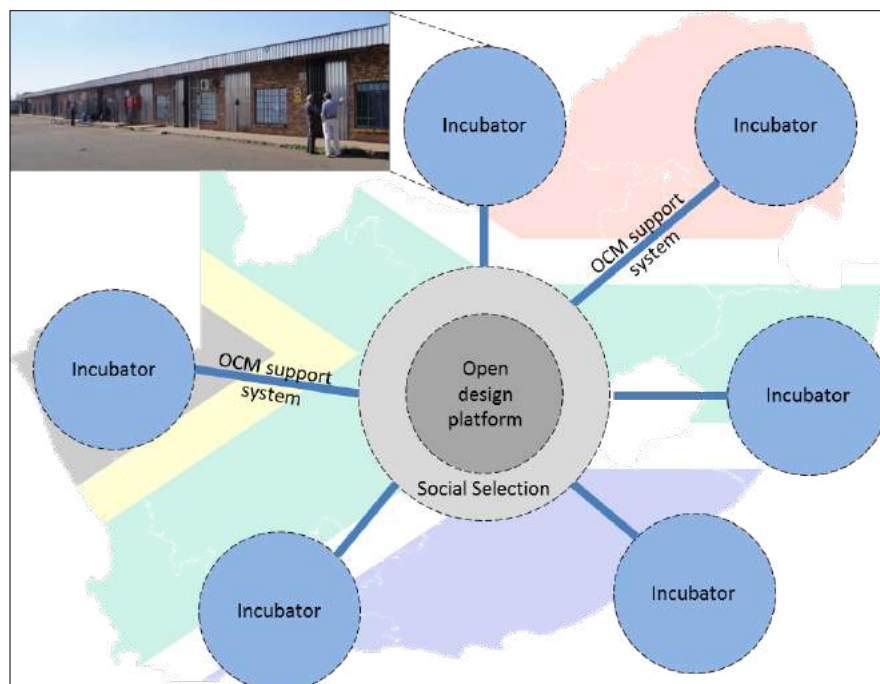 Incubator
Incubator
OCM support
system
Incubator
OCM support
system
Open
design
platform
Incubator
Social Selection
Incubator
Incubator